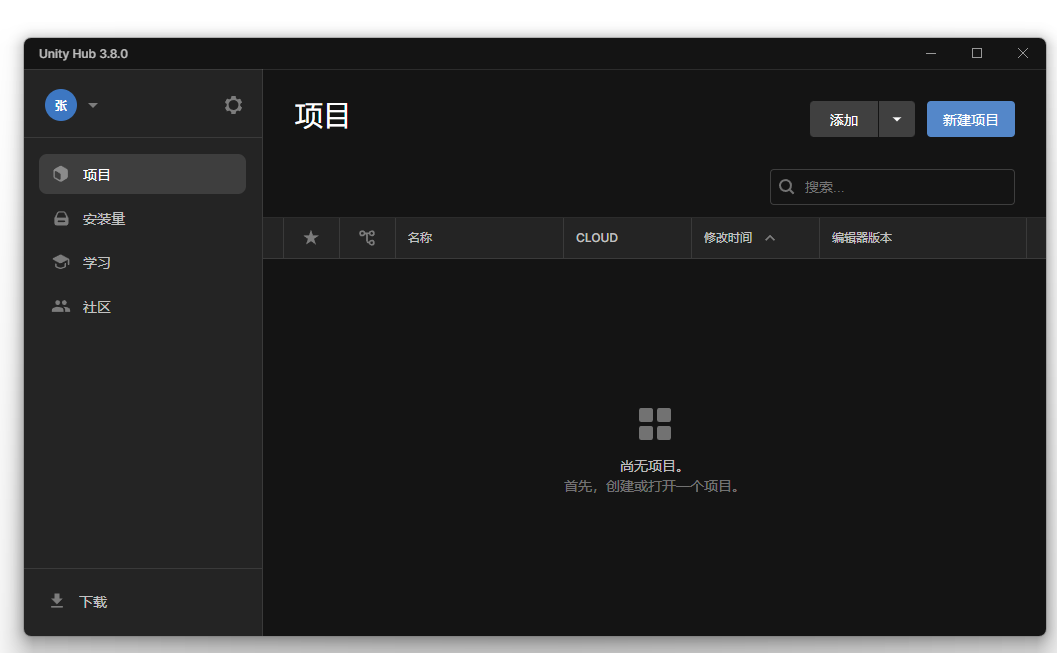 Unity Hub 3.8.0
张
项目
添加
新建项目
项目
安装量
学习
社区
搜索...
名称
CLOUD
修改时间
编辑器版本
尚无项目。
首先，创建或打开一个项目。
下载